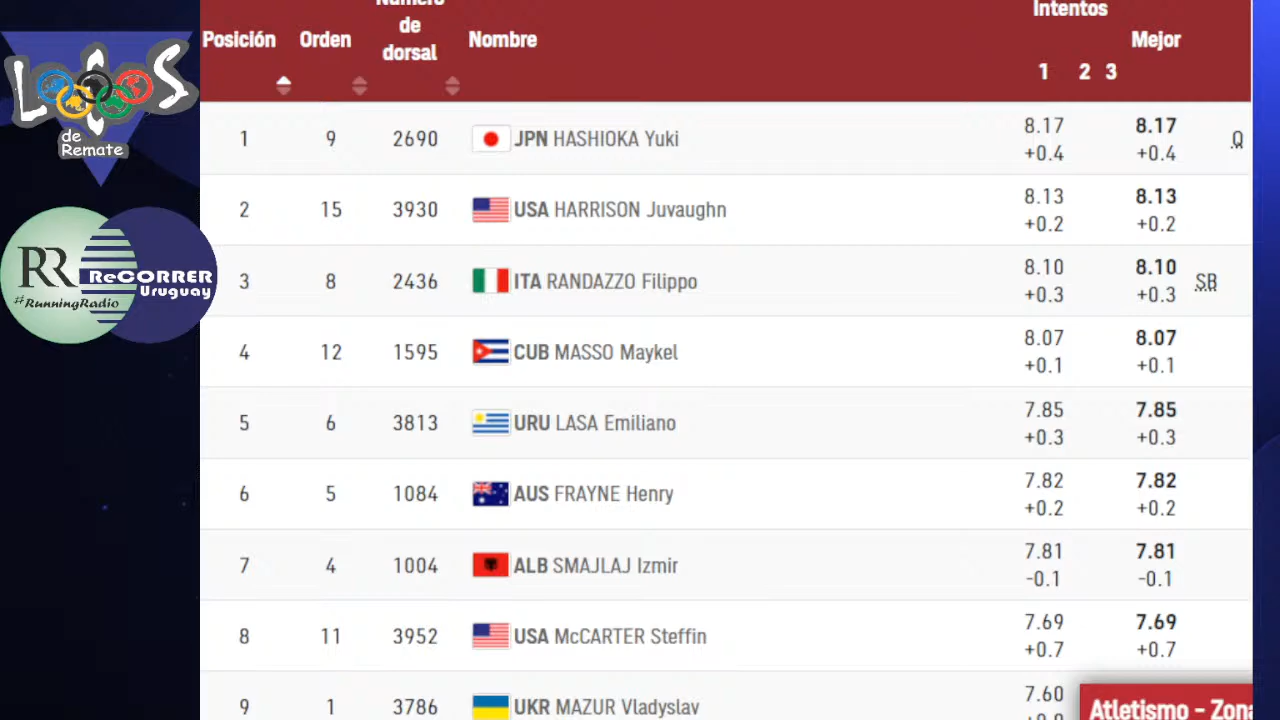 LOCOS
de
Remate
RR
#RunningRadio
ReCORRER
Uruguay
Número
de
dorsal
Posición Orden Nombre
Intentos
Mejor
1 2 3
1 9 2690 JPN HASHIOKA Yuki 8.17 8.17 Q
+0.4 +0.4
2 15 3930 USA HARRISON Juvaughn 8.13 8.13
+0.2 +0.2
3 8 2436 ITA RANDAZZO Filippo 8.10 8.10 SB
+0.3 +0.3
4 12 1595 CUB MASSO Maykel 8.07 8.07
+0.1 +0.1
5 6 3813 URU LASA Emiliano 7.85 7.85
+0.3 +0.3
6 5 1084 AUS FRAYNE Henry 7.82 7.82
+0.2 +0.2
7 4 1004 ALB SMAJLAJ Izmir 7.81 7.81
-0.1 -0.1
8 11 3952 USA McCARTER Steffin 7.69 7.69
+0.7 +0.7
9 1 3786 UKR MAZUR Vladyslav 7.60
Atletismo - Zona